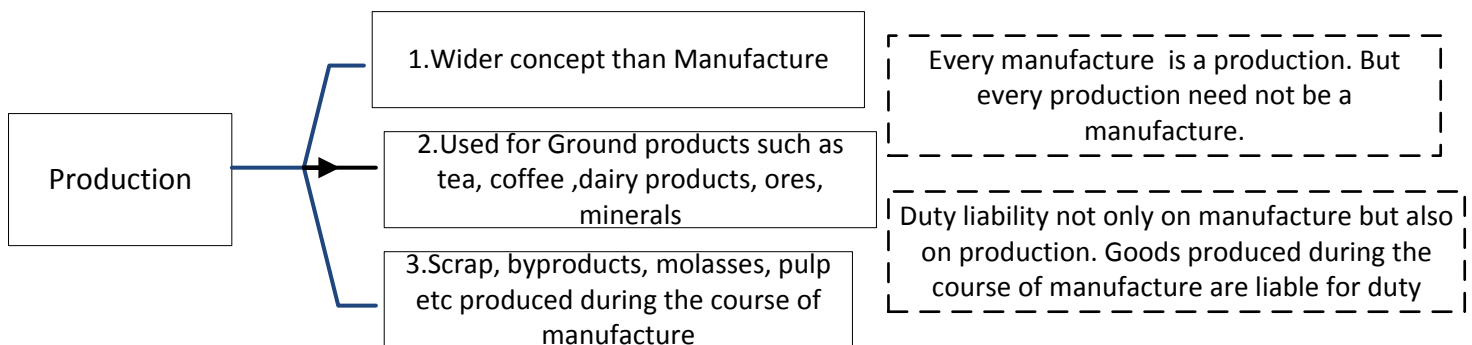 Production
1.Wider concept than Manufacture
2.Used for Ground products such as
tea, coffee ,dairy products, ores,
minerals
3.Scrap, byproducts, molasses, pulp
etc produced during the course of
manufacture
Every manufacture  is a production. But
every production need not be a
manufacture.
Duty liability not only on manufacture but also
on production. Goods produced during the
course of manufacture are liable for duty